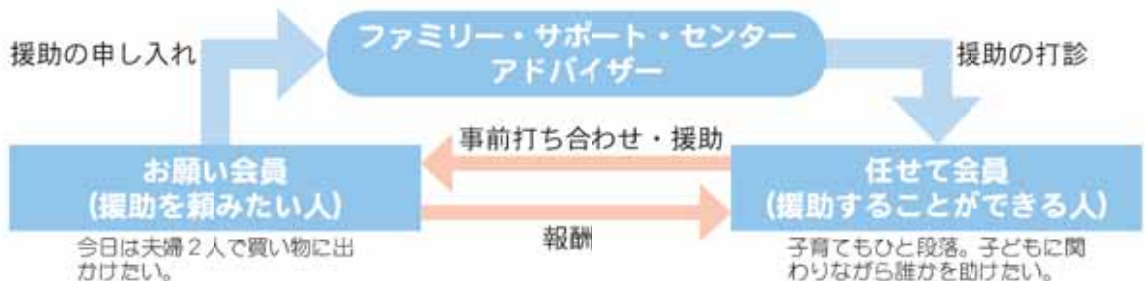 ファミリー・サポート・センター
アドバイザー
援助の申し入れ
援助の打診
事前打ち合わせ・援助
お願い会員
(援助を頼みたい人)
任せて会員
(援助することができる人)
報酬
今日は夫婦２人で買い物に出
かけたい。
子育てもひと段落。子どもに関
わりながら誰かを助けたい。